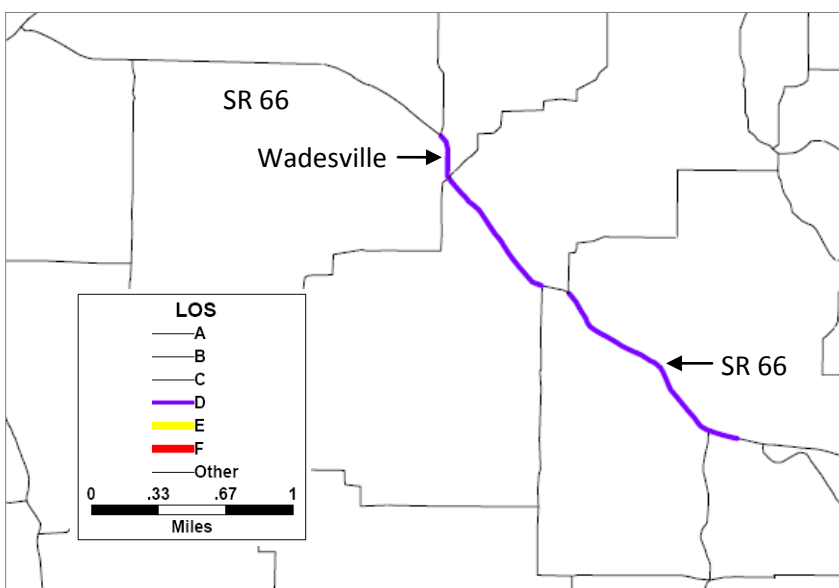 SR 66
Wadesville
LOS
A
B
C
D
E
F
Other
0 .33 .67 1
Miles
SR 66